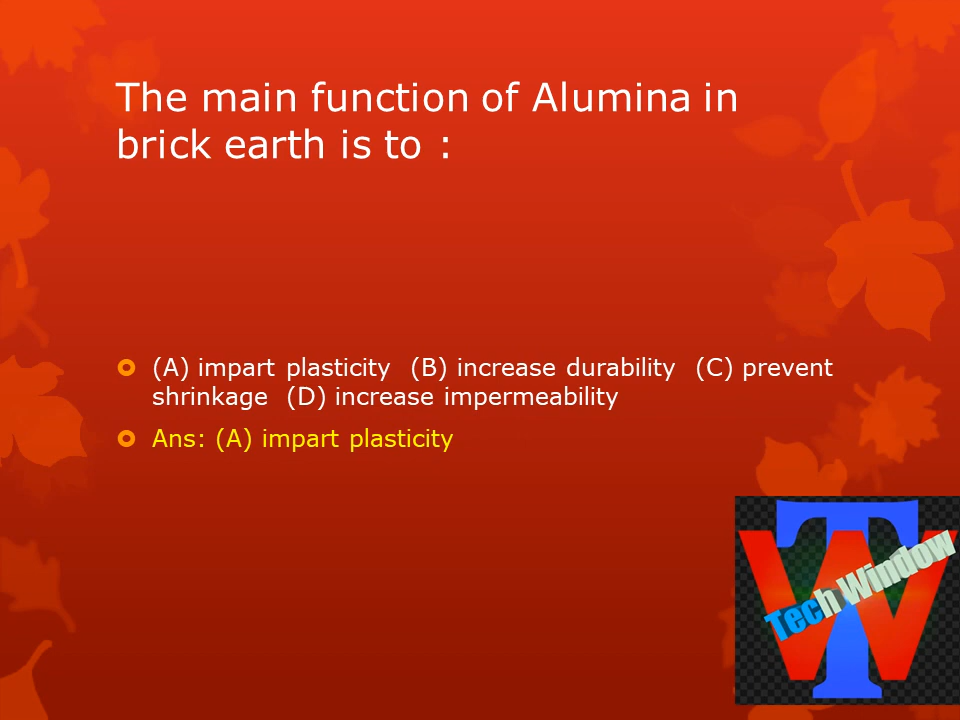 The main function of Alumina in
brick earth is to :
(A) impart plasticity (B) increase durability (C) prevent
shrinkage (D) increase impermeability
Ans: (A) impart plasticity
TW
Tech Window